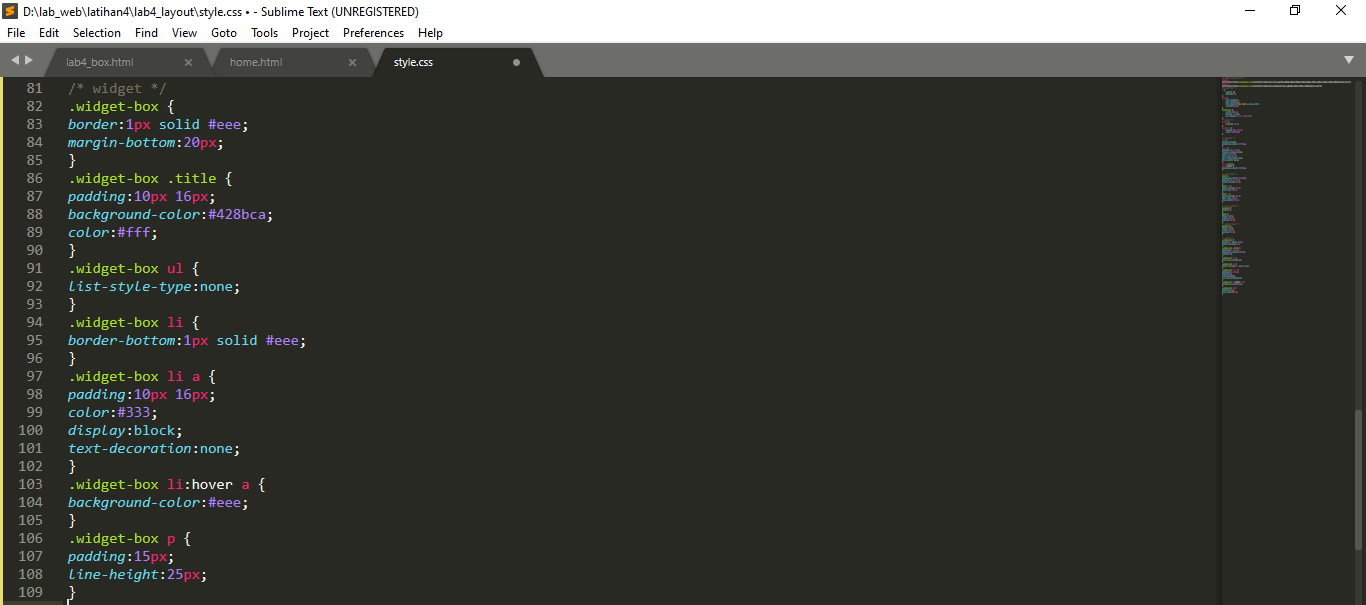 D:\lab_web\latihan4\lab4_layout\style.css • - Sublime Text (UNREGISTERED)
File Edit Selection Find View Goto Tools Project Preferences Help
lab4_box.html home.html style.css
81 /* widget */
82 .widget-box {
83 border:1px solid #eee;
84 margin-bottom:20px;
85 }
86 .widget-box .title {
87 padding:10px 16px;
88 background-color:#428bca;
89 color:#fff;
90 }
91 .widget-box ul {
92 list-style-type:none;
93 }
94 .widget-box li {
95 border-bottom:1px solid #eee;
96 }
97 .widget-box li a {
98 padding:10px 16px;
99 color:#333;
100 display:block;
101 text-decoration:none;
102 }
103 .widget-box li:hover a {
104 background-color:#eee;
105 }
106 .widget-box p {
107 padding:15px;
108 line-height:25px;
109 }